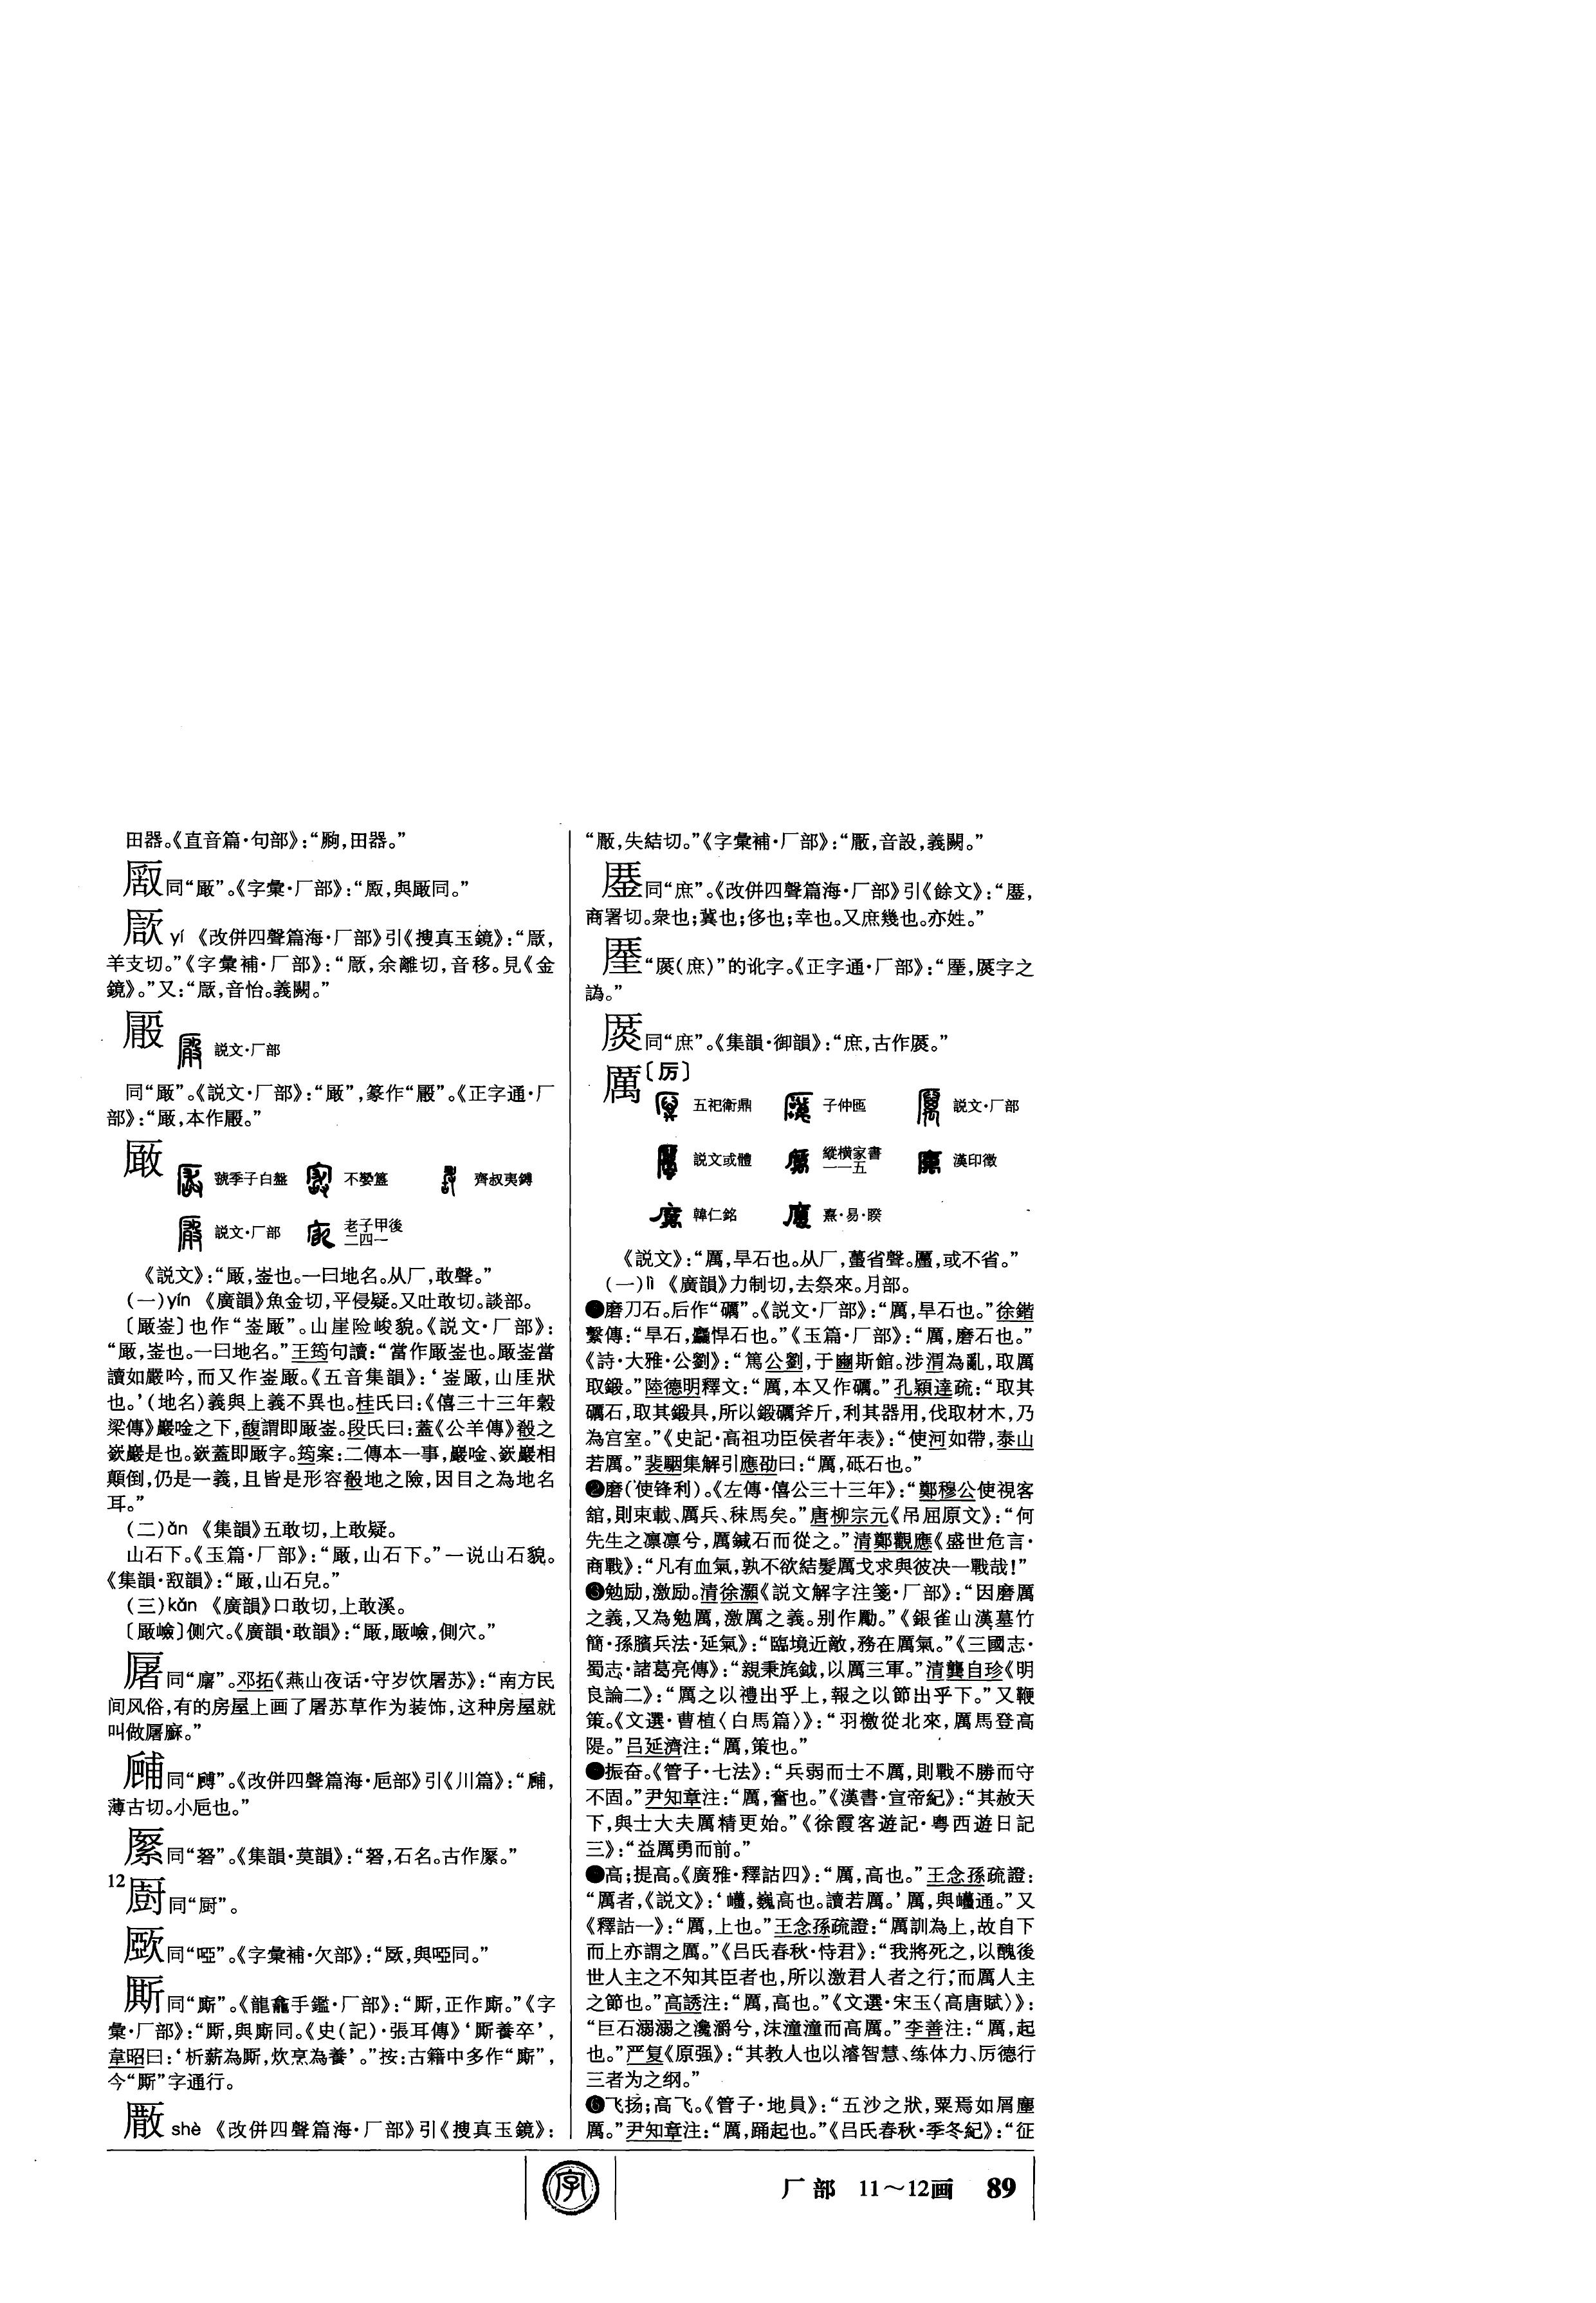 田器。《直音篇·句部》：“䎤，田器。”
同“厰”。《字彙·厂部》：“，與厰同。”
yí 《改併四聲篇海·厂部》引《搜真玉鏡》：“，
羊支切。”《字彙補·厂部》：“，余離切，音移。見《金
鏡》。”又：“，音怡。義闕。”
説文·厂部
同“厰”。《説文·厂部》：“厰”，篆作“”。《正字通·厂
部》：“厰，本作。”
虢季子白盤 不𡢁簋 齊叔夷鎛
説文·厂部 老子甲後二四一
《説文》：“厰，崟也。一曰地名。从厂，敢聲。”
(一)yín 《廣韻》魚金切，平侵疑。又吐敢切。談部。
〔厰崟〕也作“崟厰”。山崖险峻貌。《説文·厂部》：
“厰，崟也。一曰地名。”王筠句讀：“當作厰崟也。厰崟當
讀如嚴吟，而又作崟厰。《五音集韻》：‘崟厰，山厓狀
也。’（地名）義與上義不異也。桂氏曰：《僖三十三年穀
梁傳》巖唫之下，馥謂即厰崟。段氏曰：蓋《公羊傳》殽之
嶔巖是也。嶔蓋即厰字。筠案：二傳本一事，巖唫、嶔巖相
顛倒，仍是一義，且皆是形容殽地之險，因目之為地名
耳。”
(二)ǎn 《集韻》五敢切，上敢疑。
山石下。《玉篇·厂部》：“厰，山石下。”一说山石貌。
《集韻·敢韻》：“厰，山石皃。”
(三)kǎn 《廣韻》口敢切，上敢溪。
〔厰嶮〕側穴。《廣韻·敢韻》：“厰，厰嶮，側穴。”
同“廜”。邓拓《燕山夜话·守岁饮屠苏》：“南方民
间风俗，有的房屋上画了屠苏草作为装饰，这种房屋就
叫做㢝。”
同“”。《改併四聲篇海·巵部》引《川篇》：“，
薄古切。小巵也。”
同“砮”。《集韻·莫韻》：“砮，石名。古作。”
12
廚同“厨”。
同“啞”。《字彙補·欠部》：“，與啞同。”
厮同“廝”。《龍龕手鑑·厂部》：“厮，正作廝。”《字
彙·厂部》：“厮，與廝同。《史(記)·張耳傳》‘厮養卒’，
韋昭曰：‘析薪為厮，炊烹為養’。”按：古籍中多作“廝”，
今“厮”字通行。
shè 《改併四聲篇海·厂部》引《搜真玉鏡》：
“，失結切。”《字彙補·厂部》：“，音設，義闕。”
同“庶”。《改併四聲篇海·厂部》引《餘文》：“，
商署切。衆也；冀也；侈也；幸也。又庶幾也。亦姓。”
“(庶)”的讹字。《正字通·厂部》：“，字之
譌。”
同“庶”。《集韻·御韻》：“庶，古作。”
厲〔厉〕
五祀衛鼎 子仲匜 説文·厂部
説文或體 縱横家書一一五 漢印徵
韓仁銘 熹·易·睽
《説文》：“厲，旱石也。从厂，蠆省聲。，或不省。”
(一)lì 《廣韻》力制切，去祭來。月部。
❶磨刀石。后作“礪”。《説文·厂部》：“厲，旱石也。”徐鍇
繫傳：“旱石，麤悍石也。”《玉篇·厂部》：“厲，磨石也。”
《詩·大雅·公劉》：“篤公劉，于豳斯館。涉渭為亂，取厲
取鍛。”陸德明釋文：“厲，本又作礪。”孔穎達疏：“取其
礪石，取其鍛具，所以鍛礪斧斤，利其器用，伐取材木，乃
為宫室。”《史記·高祖功臣侯者年表》：“使河如帶，泰山
若厲。”裴駰集解引應劭曰：“厲，砥石也。”
❷磨（使锋利）。《左傳·僖公三十三年》：“鄭穆公使視客
舘，則束載、厲兵、秣馬矣。”唐柳宗元《吊屈原文》：“何
先生之凛凛兮，厲鍼石而從之。”清鄭觀應《盛世危言·
商戰》：“凡有血氣，孰不欲結髮厲戈求與彼决一戰哉！”
❸勉励，激励。清徐灝《説文解字注箋·厂部》：“因磨厲
之義，又為勉厲，激厲之義。别作勵。”《銀雀山漢墓竹
簡·孫臏兵法·延氣》：“臨境近敵，務在厲氣。”《三國志·
蜀志·諸葛亮傳》：“親秉旄鉞，以厲三軍。”清龔自珍《明
良論二》：“厲之以禮出乎上，報之以節出乎下。”又鞭
策。《文選·曹植〈白馬篇〉》：“羽檄從北來，厲馬登高
隄。”吕延濟注：“厲，策也。”
❹振奋。《管子·七法》：“兵弱而士不厲，則戰不勝而守
不固。”尹知章注：“厲，奮也。”《漢書·宣帝紀》：“其赦天
下，與士大夫厲精更始。”《徐霞客遊記·粤西遊日記
三》：“益厲勇而前。”
❺高；提高。《廣雅·釋詁四》：“厲，高也。”王念孫疏證：
“厲者，《説文》：‘巁，巍高也。讀若厲。’厲，與巁通。”又
《釋詁一》：“厲，上也。”王念孫疏證：“厲訓為上，故自下
而上亦謂之厲。”《吕氏春秋·恃君》：“我將死之，以醜後
世人主之不知其臣者也，所以激君人者之行；而厲人主
之節也。”高誘注：“厲，高也。”《文選·宋玉〈高唐賦〉》：
“巨石溺溺之瀺灂兮，沫潼潼而高厲。”李善注：“厲，起
也。”严复《原强》：“其教人也以濬智慧、练体力、厉德行
三者为之纲。”
❻飞扬；高飞。《管子·地員》：“五沙之狀，粟焉如屑塵
厲。”尹知章注：“厲，踊起也。”《吕氏春秋·季冬紀》：“征
字
厂部 11～12画 89